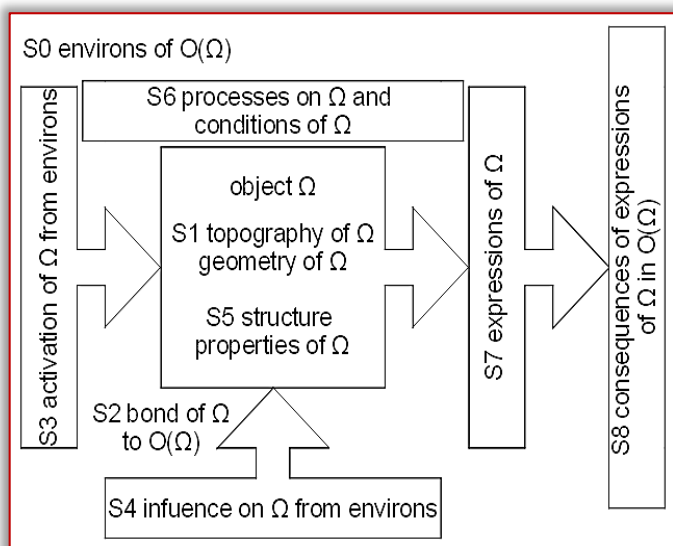 S0 environs of O(Ω)
S6 processes on Ω and
conditions of Ω
S3 activation of Ω from environs
object Ω
S1 topography of Ω
geometry of Ω
S5 structure
properties of Ω
S2 bond of Ω
to O(Ω)
S4 infuence on Ω from environs
S7 expressions of Ω
S8 consequences of expressions
of Ω in O(Ω)